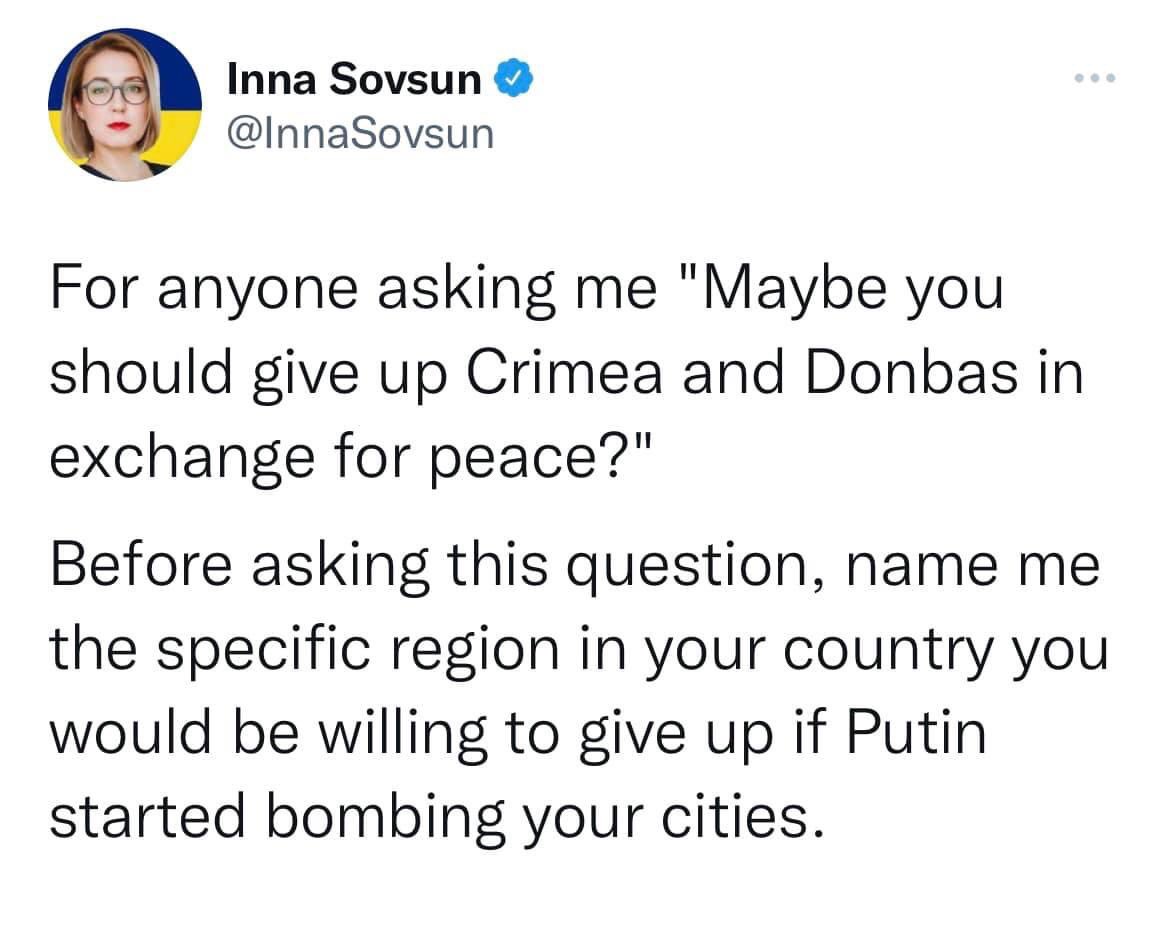 Inna Sovsun
@InnaSovsun
For anyone asking me "Maybe you
should give up Crimea and Donbas in
exchange for peace?"
Before asking this question, name me
the specific region in your country you
would be willing to give up if Putin
started bombing your cities.